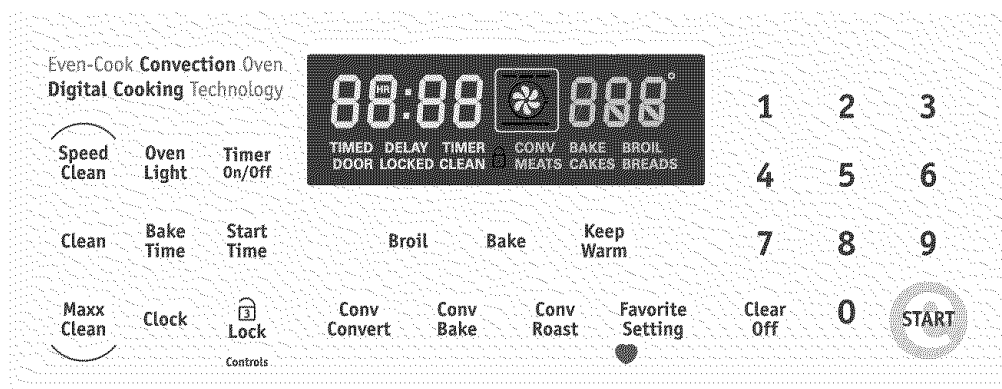 Even-Cook Convection Oven
Digital Cooking Technology
88:88 HR 888°
TIMED DELAY TIMER CONV BAKE BROIL
DOOR LOCKED CLEAN MEATS CAKES BREADS
1 2 3
Speed Clean
Oven Light
Timer On/Off
4 5 6
Clean
Bake Time
Start Time
Broil
Bake
Keep Warm
7 8 9
Maxx Clean
Clock
3
Lock
Controls
Conv Convert
Conv Bake
Conv Roast
Favorite Setting
Clear Off
0
START